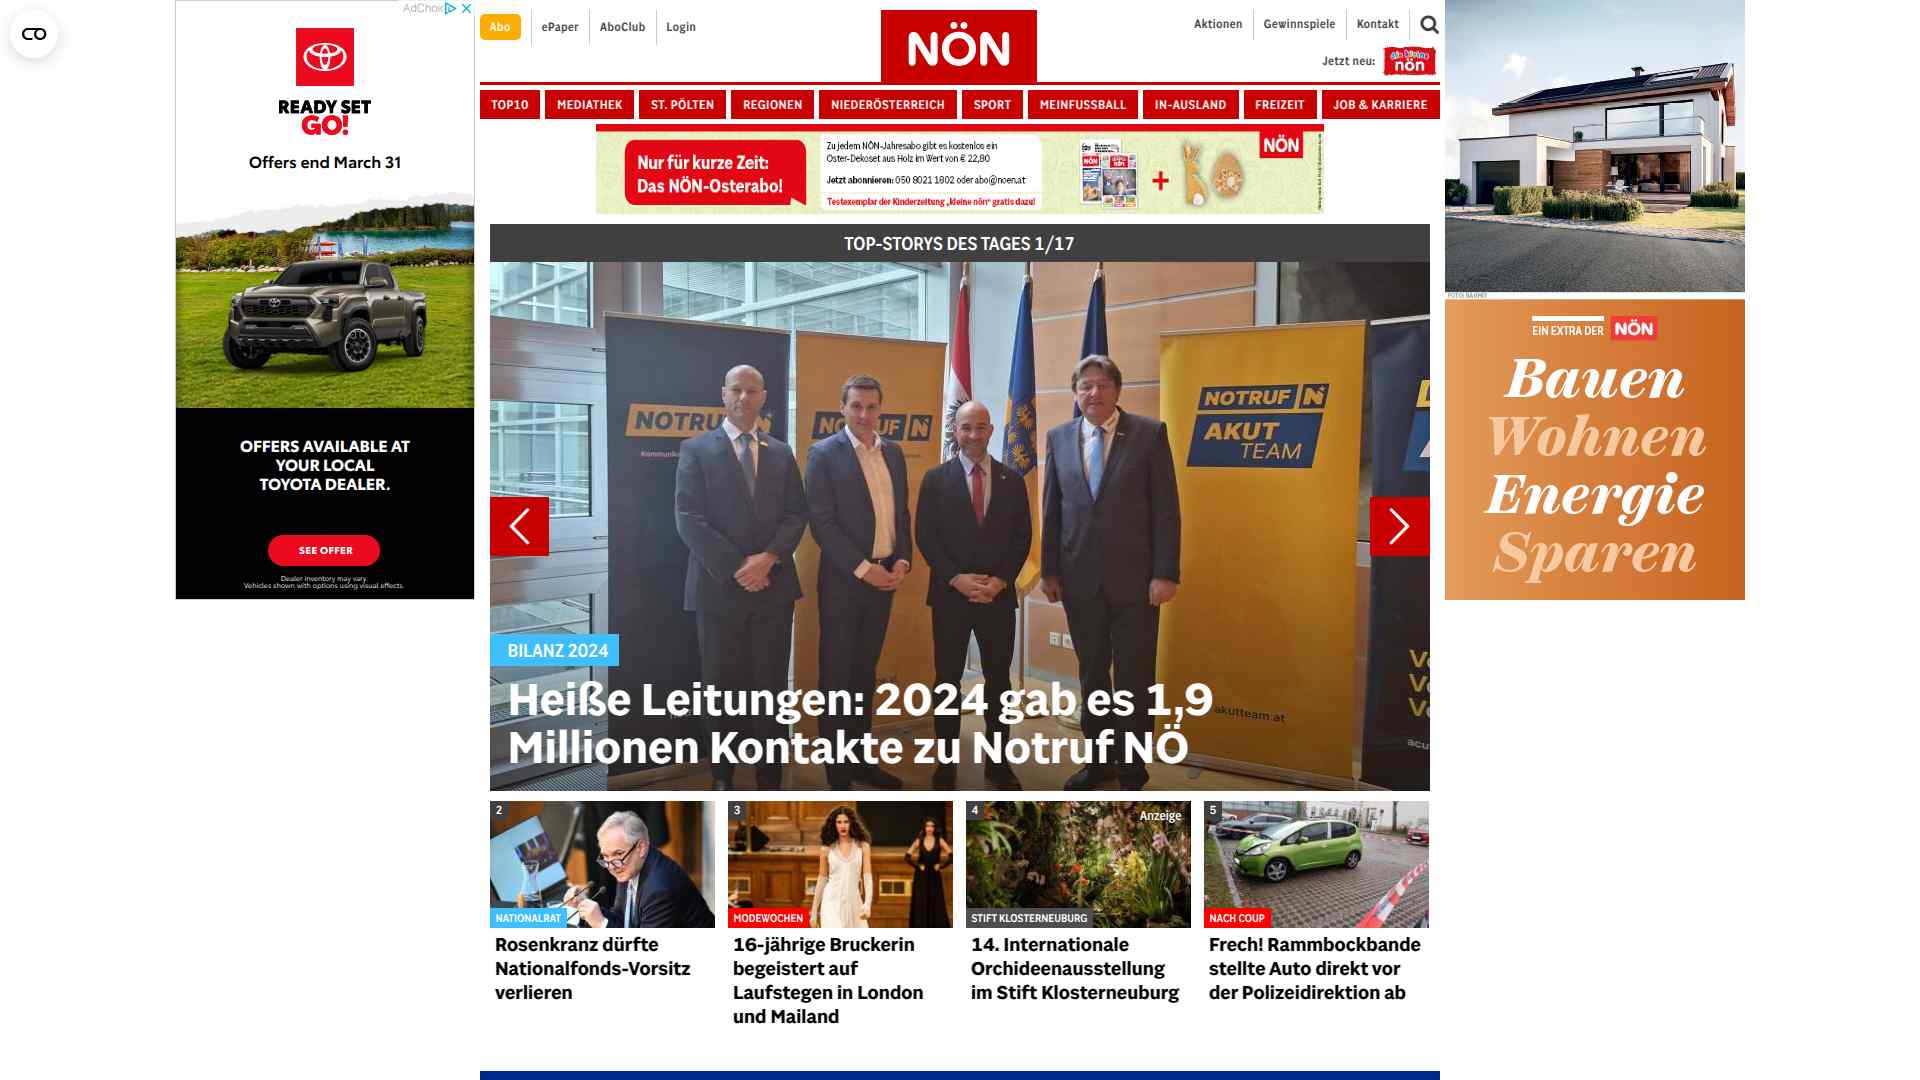 AdChoi
READY SET
GO!
Offers end March 31
OFFERS AVAILABLE AT
YOUR LOCAL
TOYOTA DEALER.
SEE OFFER
Dealer inventory may vary.
Vehicles shown with options using visual effects.
Abo
ePaper
AboClub
Login
NÖN
Aktionen
Gewinnspiele
Kontakt
Jetzt neu:
die kleine
nön
TOP10
MEDIATHEK
ST. PÖLTEN
REGIONEN
NIEDERÖSTERREICH
SPORT
MEINFUSSBALL
IN-AUSLAND
FREIZEIT
JOB & KARRIERE
Nur für kurze Zeit:
Das NÖN-Osterabo!
Zu jedem NÖN-Jahresabo gibt es kostenlos ein
Oster-Dekoset aus Holz im Wert von € 22,80
Jetzt abonnieren: 050 8021 1802 oder abo@noen.at
Testexemplar der Kinderzeitung „kleine nön“ gratis dazu!
+
NÖN
TOP-STORYS DES TAGES 1/17
NOTRUF N
NOTRUF N
NOTRUF N
AKUT
TEAM
akutteam.at
BILANZ 2024
Heiße Leitungen: 2024 gab es 1,9
Millionen Kontakte zu Notruf NÖ
2
NATIONALRAT
Rosenkranz dürfte
Nationalfonds-Vorsitz
verlieren
3
MODEWOCHEN
16-jährige Bruckerin
begeistert auf
Laufstegen in London
und Mailand
4
Anzeige
STIFT KLOSTERNEUBURG
14. Internationale
Orchideenausstellung
im Stift Klosterneuburg
5
NACH COUP
Frech! Rammbockbande
stellte Auto direkt vor
der Polizeidirektion ab
FOTO: BAUMIT
EIN EXTRA DER NÖN
Bauen
Wohnen
Energie
Sparen